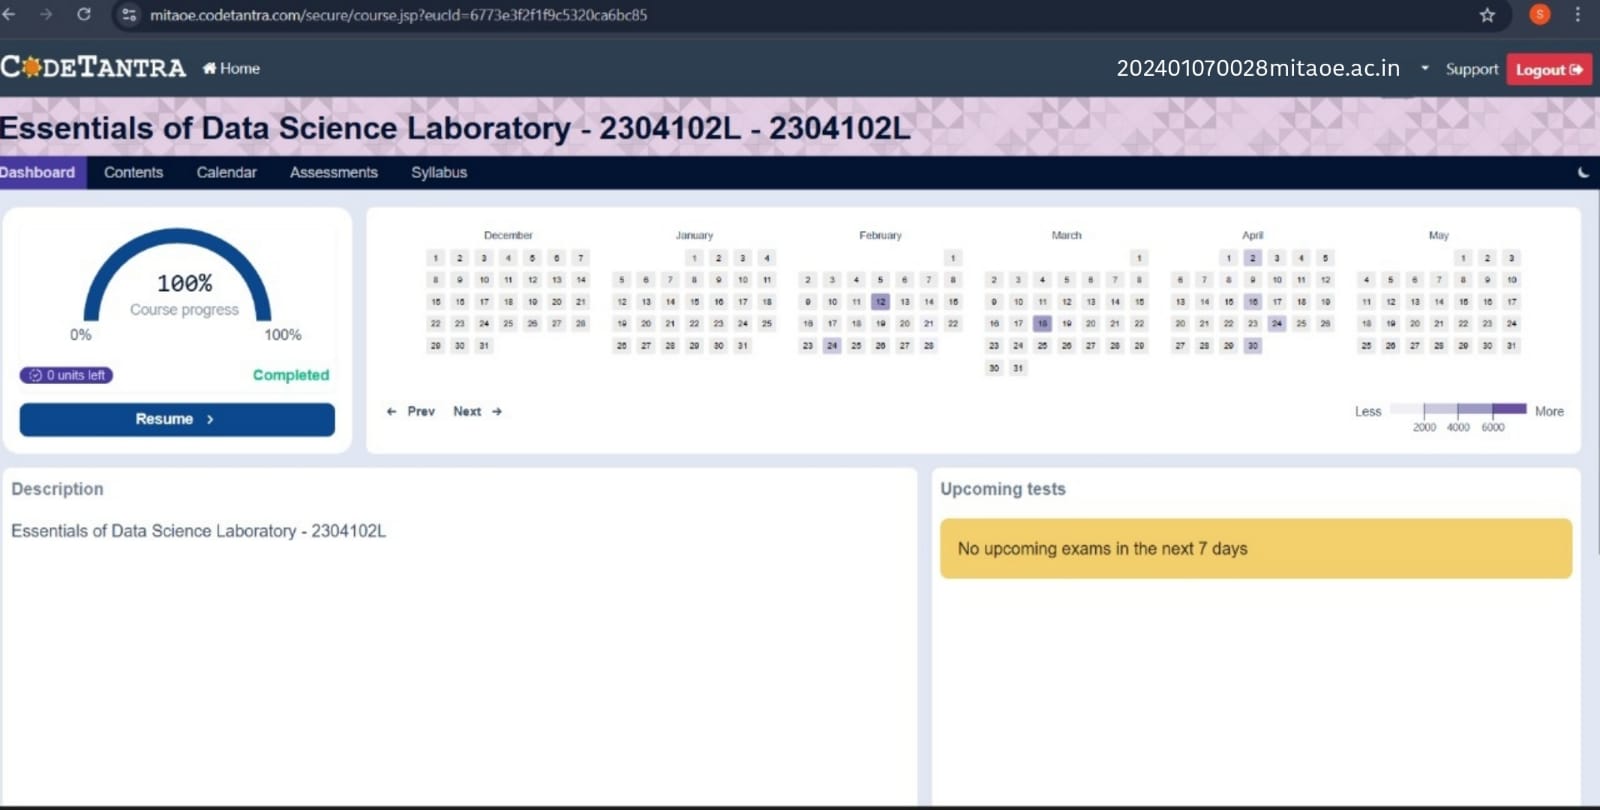 mitaoe.codetantra.com/secure/course.jsp?eucId=6773e3f2f1f9c5320ca6bc85
S
CODETANTRA Home 202401070028mitaoe.ac.in Support Logout
Essentials of Data Science Laboratory - 2304102L - 2304102L
Dashboard Contents Calendar Assessments Syllabus
100%
Course progress
0% 100%
0 units left Completed
Resume
December
1 2 3 4 5 6 7
8 9 10 11 12 13 14
15 16 17 18 19 20 21
22 23 24 25 26 27 28
29 30 31
January
1 2 3 4
5 6 7 8 9 10 11
12 13 14 15 16 17 18
19 20 21 22 23 24 25
26 27 28 29 30 31
February
1
2 3 4 5 6 7 8
9 10 11 12 13 14 15
16 17 18 19 20 21 22
23 24 25 26 27 28
March
1
2 3 4 5 6 7 8
9 10 11 12 13 14 15
16 17 18 19 20 21 22
23 24 25 26 27 28 29
30 31
April
1 2 3 4 5
6 7 8 9 10 11 12
13 14 15 16 17 18 19
20 21 22 23 24 25 26
27 28 29 30
May
1 2 3
4 5 6 7 8 9 10
11 12 13 14 15 16 17
18 19 20 21 22 23 24
25 26 27 28 29 30 31
← Prev Next →
Less More
2000 4000 6000
Description
Essentials of Data Science Laboratory - 2304102L
Upcoming tests
No upcoming exams in the next 7 days